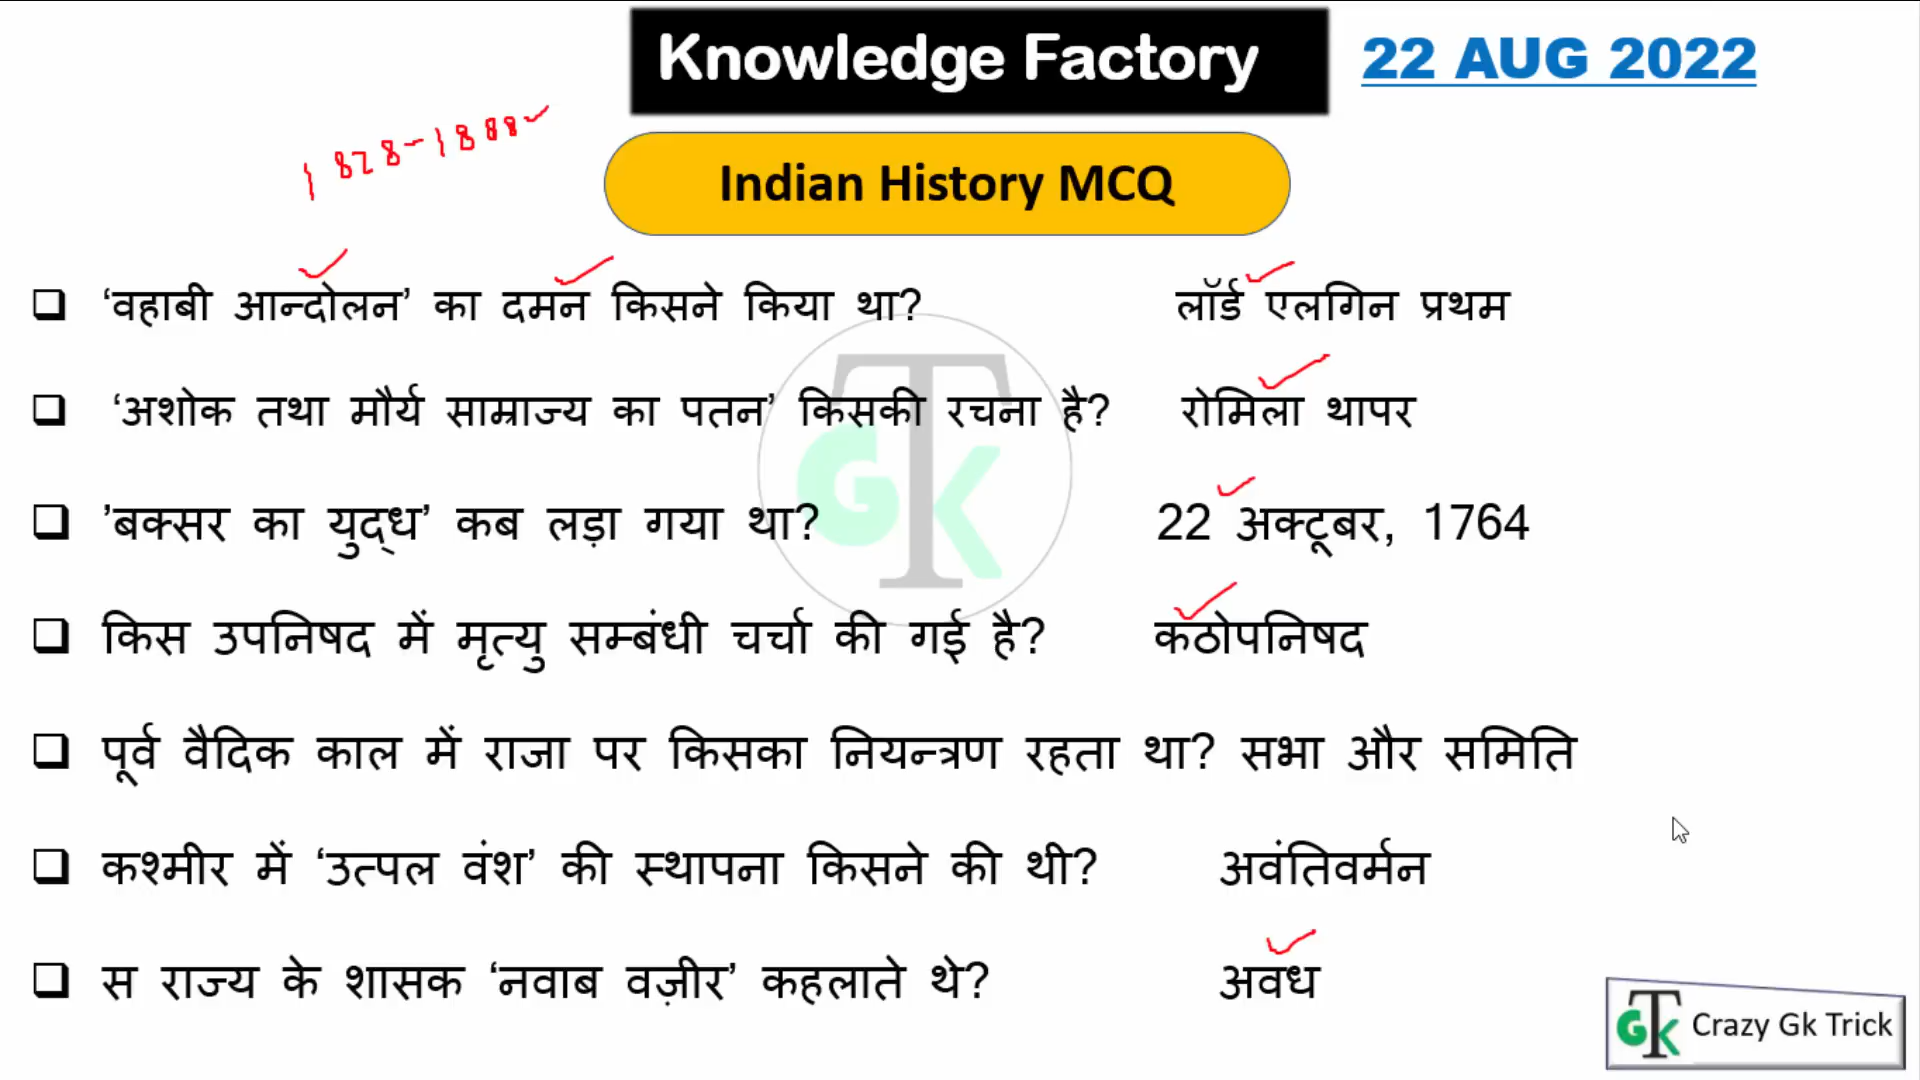 Knowledge Factory
22 AUG 2022
1828-1888
Indian History MCQ
‘वहाबी आन्दोलन’ का दमन किसने किया था? लॉर्ड एलगिन प्रथम
‘अशोक तथा मौर्य साम्राज्य का पतन’ किसकी रचना है? रोमिला थापर
’बक्सर का युद्ध’ कब लड़ा गया था? 22 अक्टूबर, 1764
किस उपनिषद में मृत्यु सम्बंधी चर्चा की गई है? कठोपनिषद
पूर्व वैदिक काल में राजा पर किसका नियन्त्रण रहता था? सभा और समिति
कश्मीर में ‘उत्पल वंश’ की स्थापना किसने की थी? अवंतिवर्मन
स राज्य के शासक ‘नवाब वज़ीर’ कहलाते थे? अवध
GTK
GTK Crazy Gk Trick